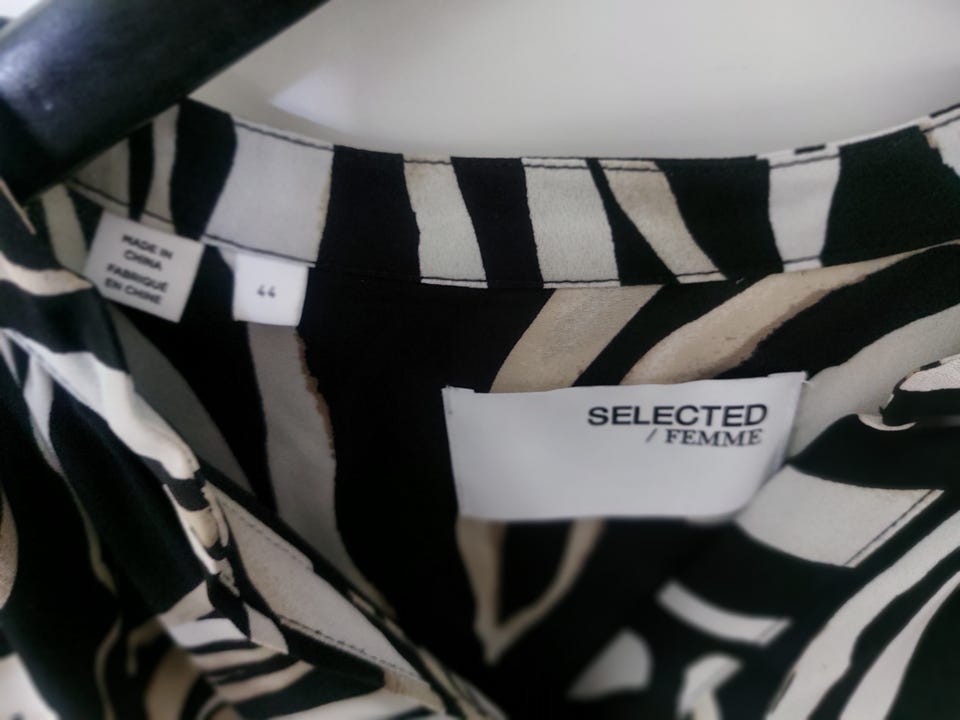 MADE IN
CHINA
FABRIQUÉ
EN CHINE
44
SELECTED
/ FEMME